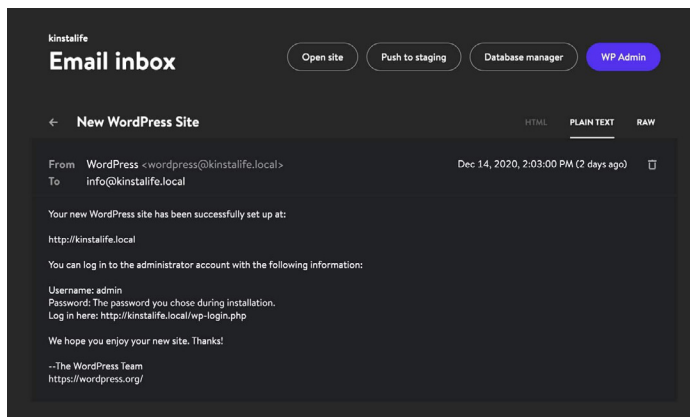 kinstalife
Email inbox
Open site
Push to staging
Database manager
WP Admin
← New WordPress Site
HTML
PLAIN TEXT
RAW
From WordPress <wordpress@kinstalife.local>
Dec 14, 2020, 2:03:00 PM (2 days ago)
To info@kinstalife.local
Your new WordPress site has been successfully set up at:
http://kinstalife.local
You can log in to the administrator account with the following information:
Username: admin
Password: The password you chose during installation.
Log in here: http://kinstalife.local/wp-login.php
We hope you enjoy your new site. Thanks!
--The WordPress Team
https://wordpress.org/